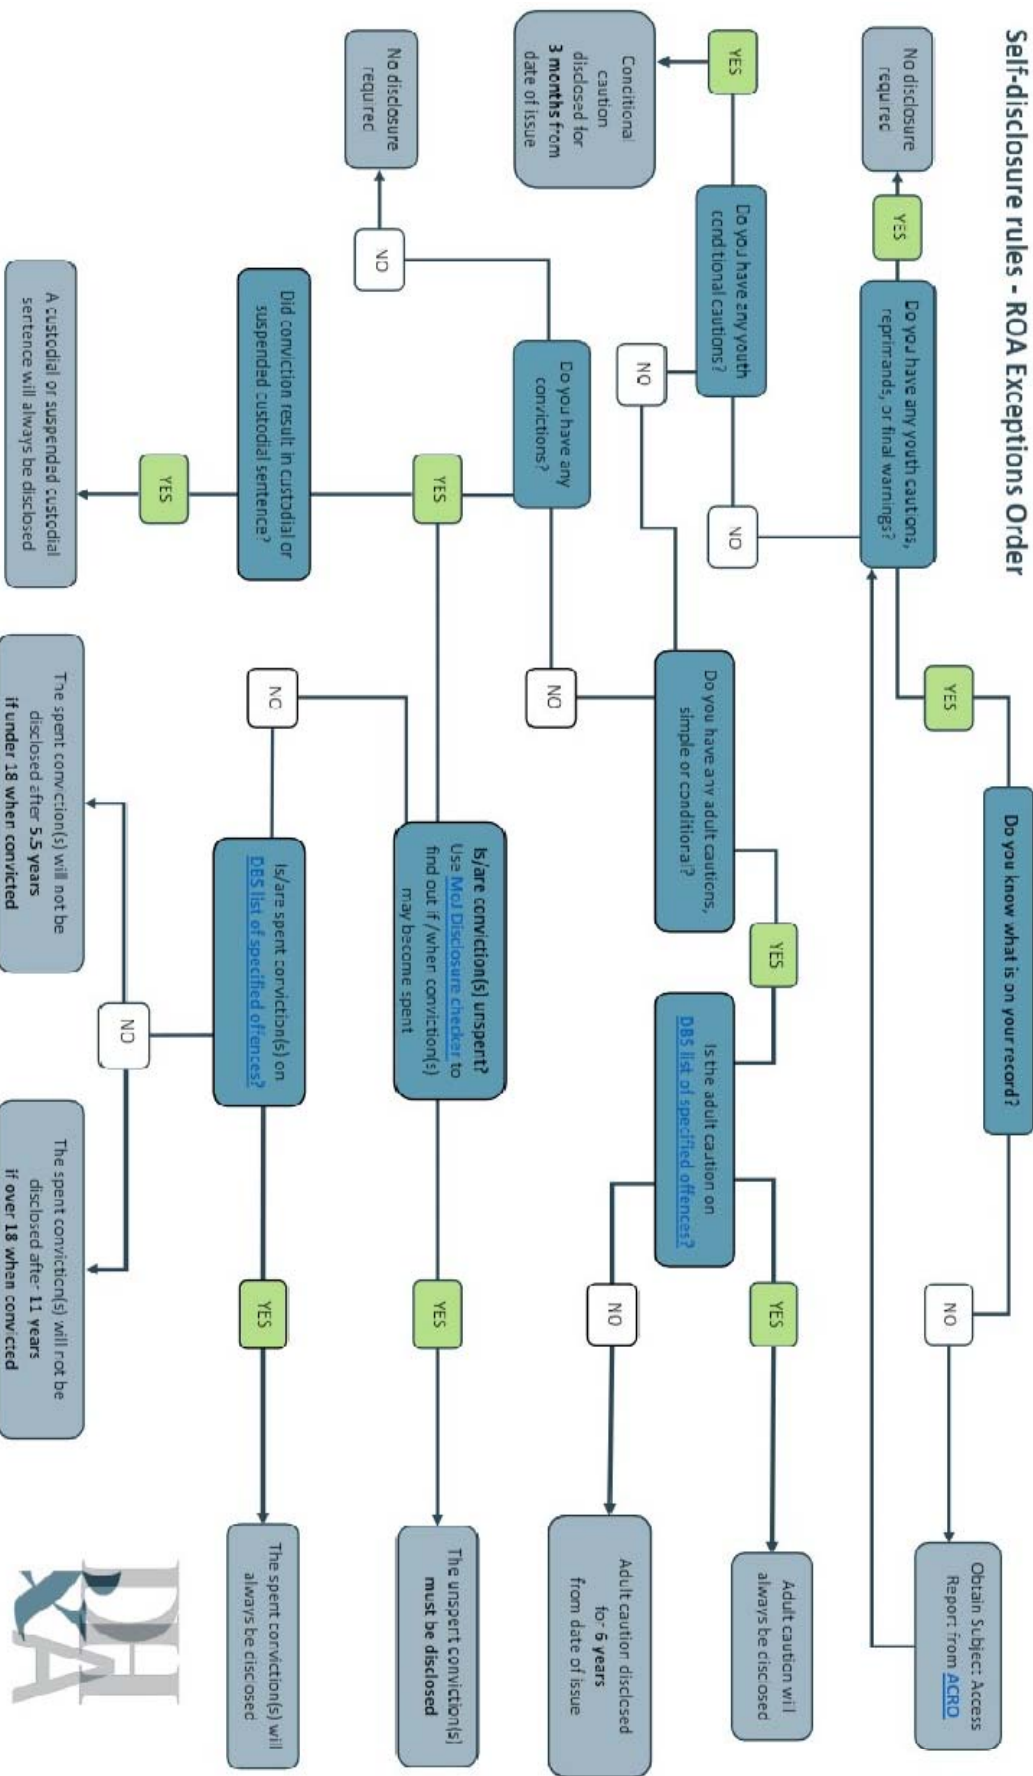 Self-disclosure rules - ROA Exceptions Order
Do you know what is on your record?
YES
NO
Obtain Subject Access
Report from ACRO
Do you have any youth cautions,
reprimands, or final warnings?
YES
No disclosure
required
NO
Do you have any youth
conditional cautions?
YES
Conditional
caution
disclosed for
3 months from
date of issue
NO
Do you have any adult cautions,
simple or conditional?
YES
Is the adult caution on
DBS list of specified offences?
YES
Adult caution will
always be disclosed
NO
Adult caution disclosed
for 6 years
from date of issue
NO
Do you have any
convictions?
NO
No disclosure
required
YES
Did conviction result in custodial or
suspended custodial sentence?
YES
A custodial or suspended custodial
sentence will always be disclosed
Is/are conviction(s) unspent?
Use MoJ Disclosure checker to
find out if /when conviction(s)
may become spent
YES
The unspent conviction(s)
must be disclosed
NO
Is/are spent conviction(s) on
DBS list of specified offences?
YES
The spent conviction(s) will
always be disclosed
NO
The spent conviction(s) will not be
disclosed after 5.5 years
if under 18 when convicted
The spent conviction(s) will not be
disclosed after 11 years
if over 18 when convicted